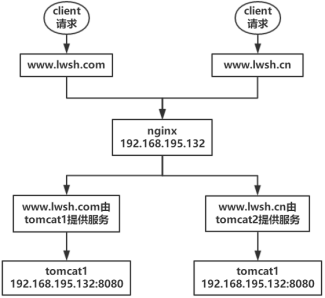 client
请求
client
请求
www.lwsh.com
www.lwsh.cn
nginx
192.168.195.132
www.lwsh.com由
tomcat1提供服务
www.lwsh.cn由
tomcat2提供服务
tomcat1
192.168.195.132:8080
tomcat1
192.168.195.132:8080